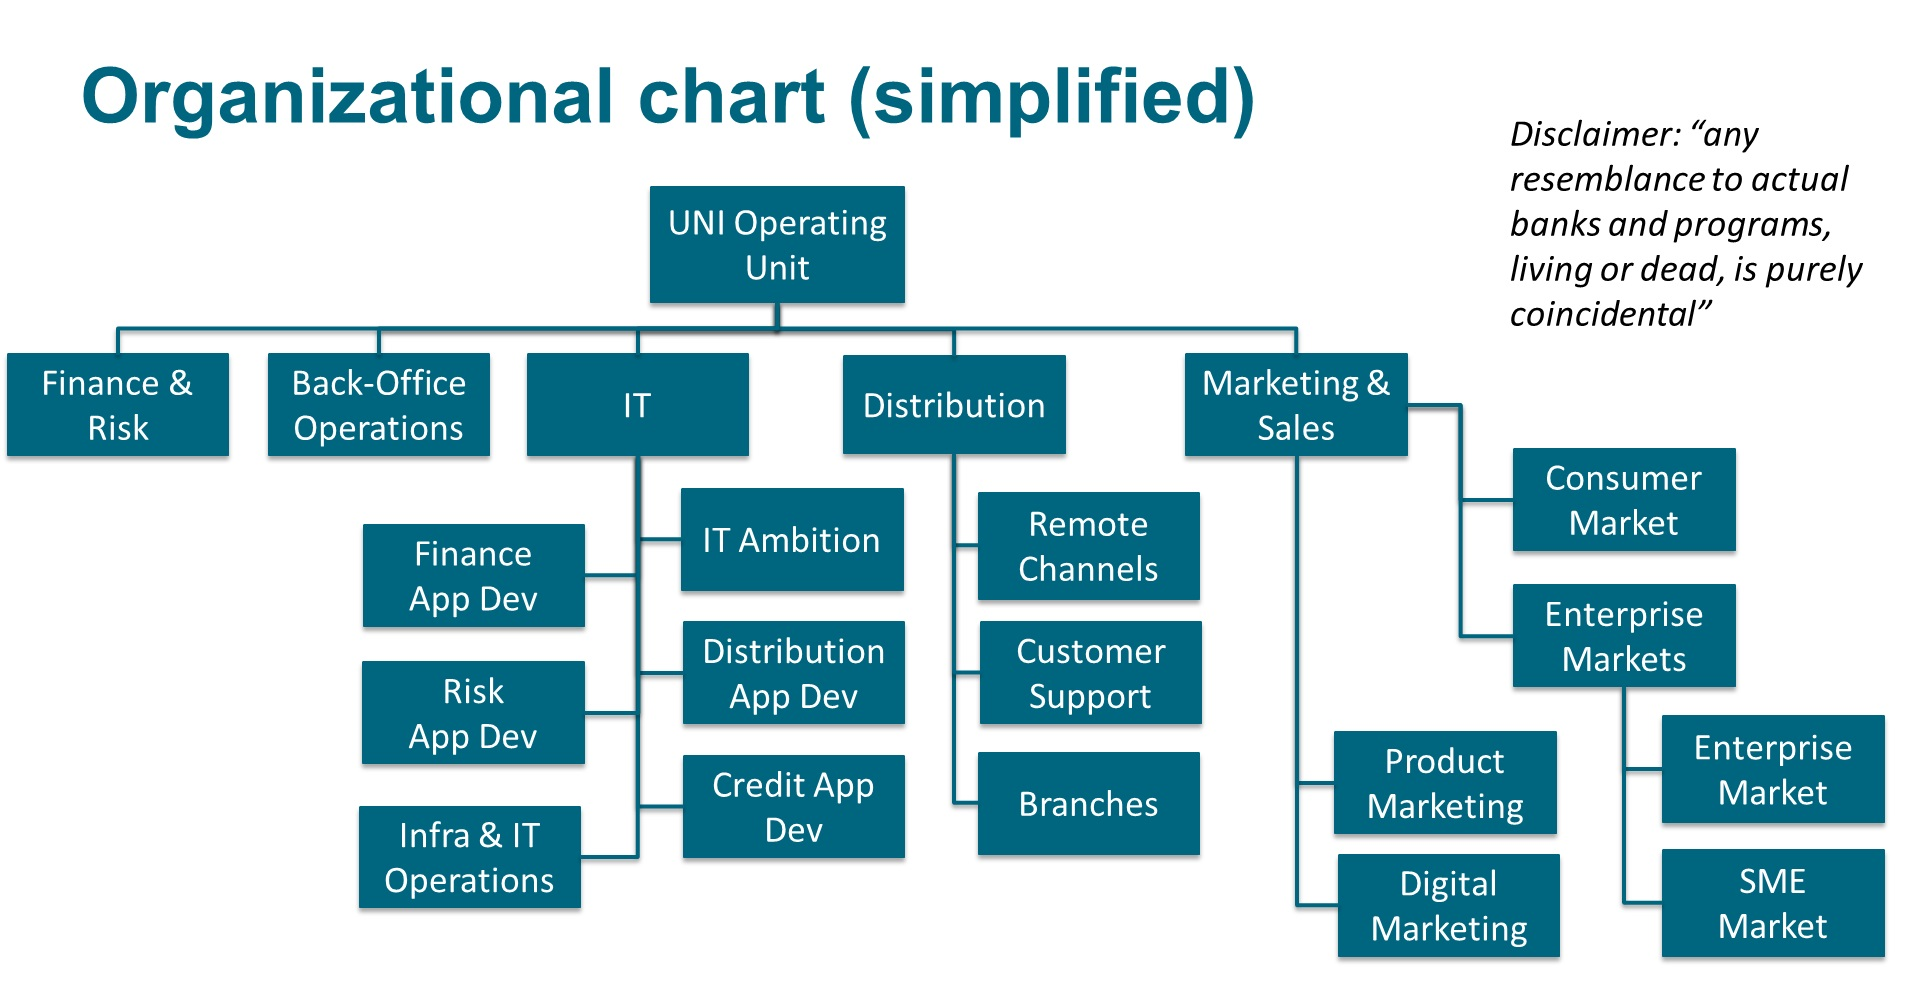 Organizational chart (simplified)
Disclaimer: “any
resemblance to actual
banks and programs,
living or dead, is purely
coincidental”
UNI Operating
Unit
Finance &
Risk
Back-Office
Operations
IT
Distribution
Marketing &
Sales
Finance
App Dev
Risk
App Dev
Infra & IT
Operations
IT Ambition
Distribution
App Dev
Credit App
Dev
Remote
Channels
Customer
Support
Branches
Product
Marketing
Digital
Marketing
Consumer
Market
Enterprise
Markets
Enterprise
Market
SME
Market